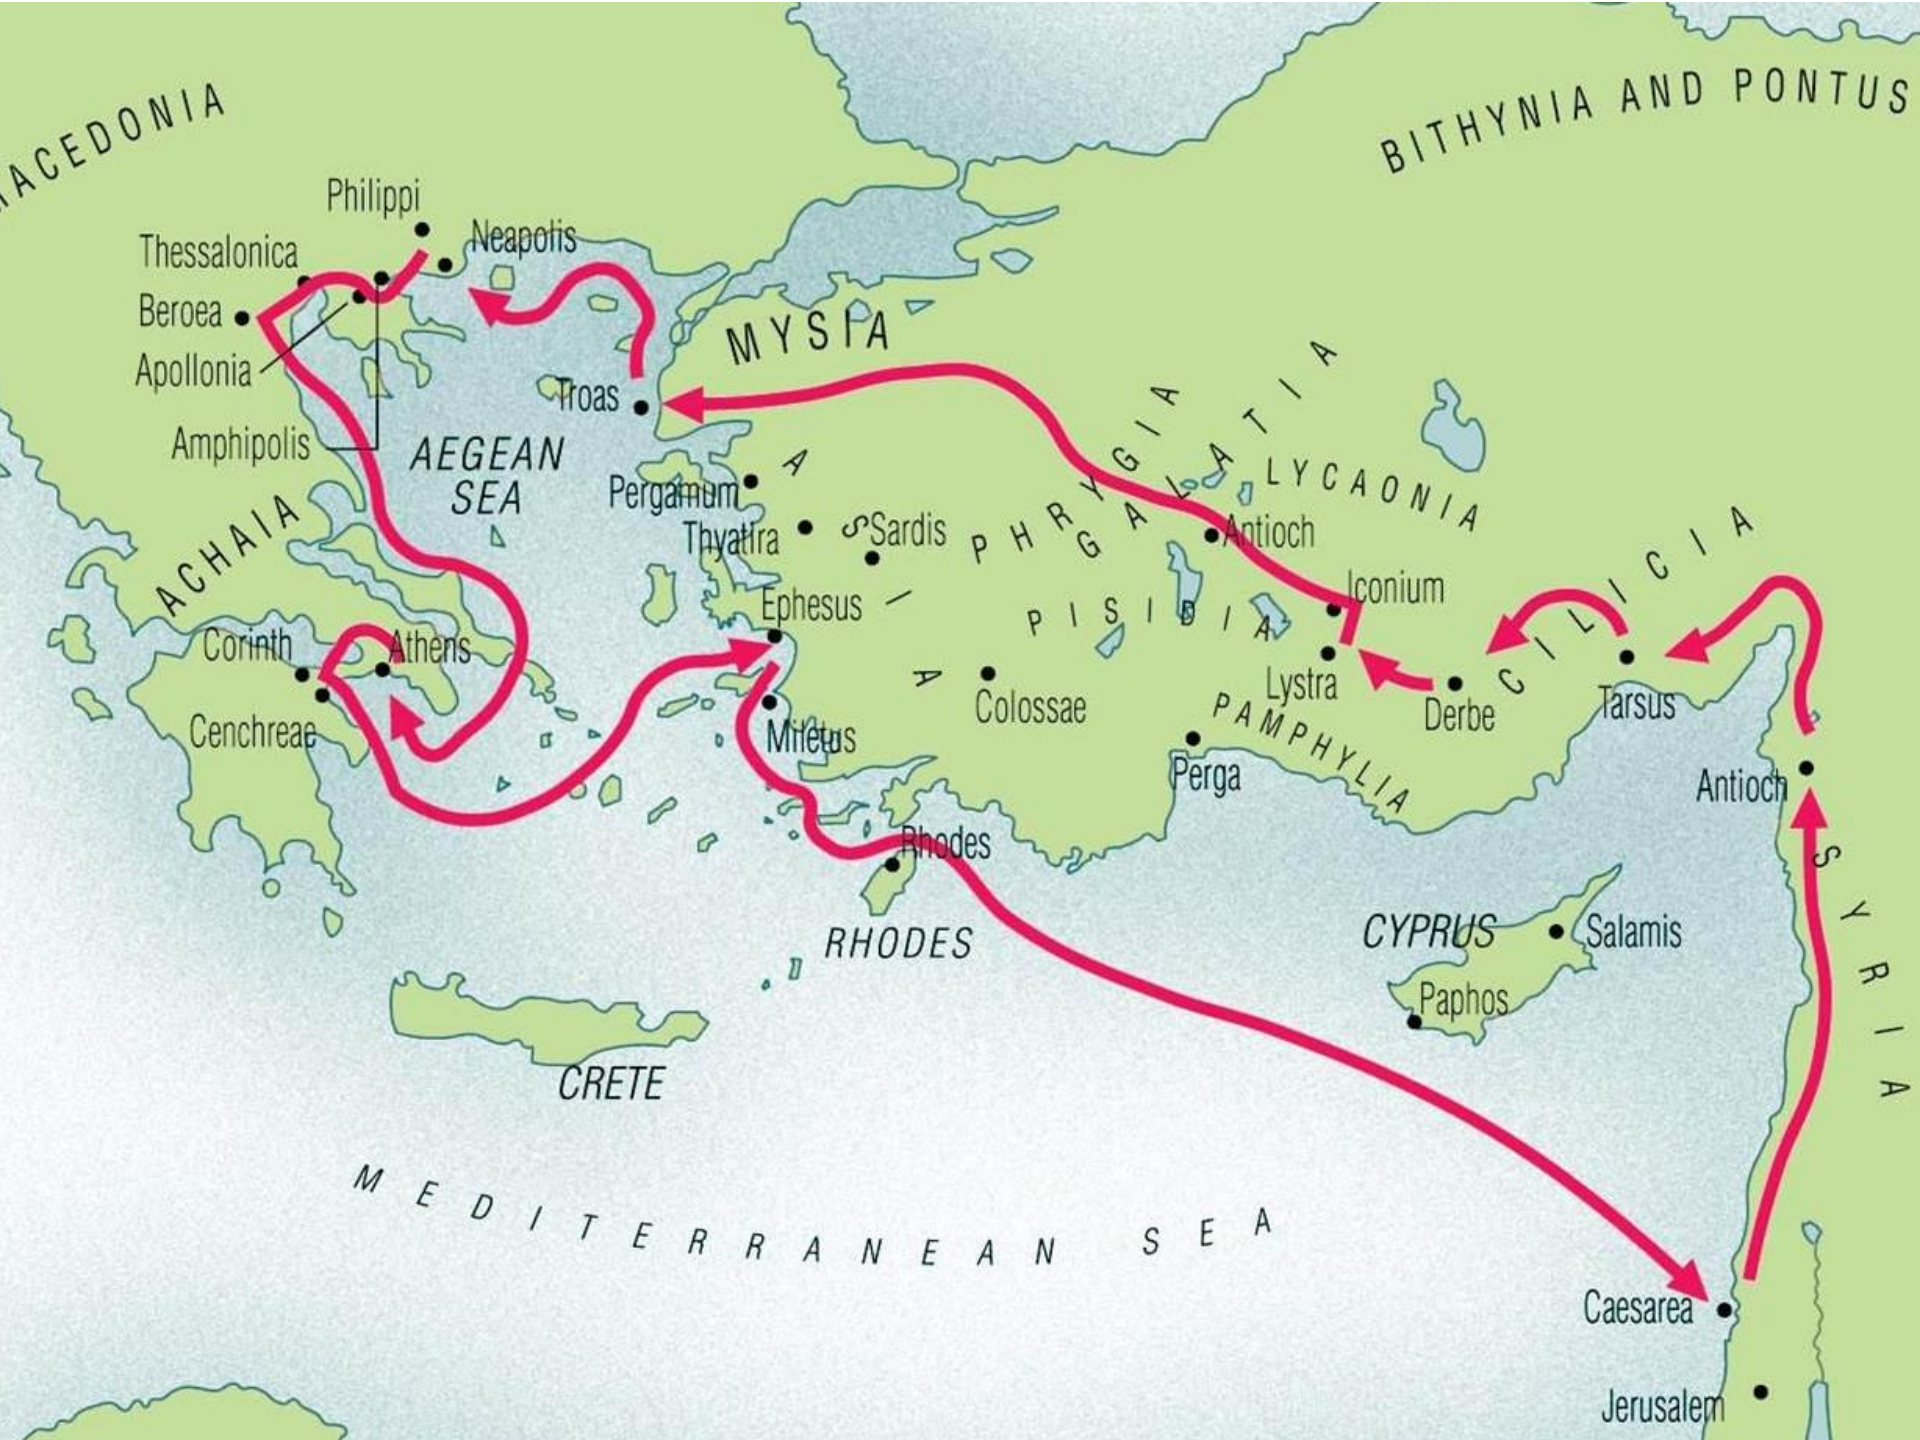 MACEDONIA
BITHYNIA AND PONTUS
Philippi
Neapolis
Thessalonica
Beroea
Apollonia
Amphipolis
MYSIA
Troas
AEGEAN
SEA
Pergamum
Thyatira
Sardis
ASIA
PHRYGIA
GALATIA
LYCAONIA
Antioch
CILICIA
ACHAIA
Ephesus
PISIDIA
Iconium
Corinth
Athens
Cenchreae
Miletus
Colossae
Lystra
Derbe
Tarsus
PAMPHYLIA
Perga
Antioch
Rhodes
RHODES
SYRIA
CYPRUS
Salamis
Paphos
CRETE
MEDITERRANEAN SEA
Caesarea
Jerusalem